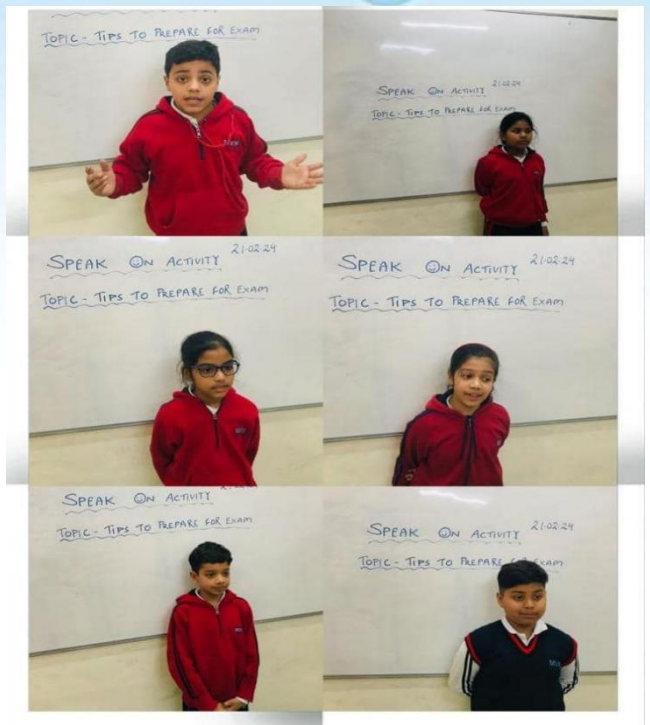 TOPIC - TIPS TO PREPARE FOR EXAM
SPEAK ON ACTIVITY 21.02.24
TOPIC - TIPS TO PREPARE FOR EXAM
SPEAK ON ACTIVITY 21.02.24
TOPIC - TIPS TO PREPARE FOR EXAM
SPEAK ON ACTIVITY 21.02.24
TOPIC - TIPS TO PREPARE FOR EXAM
SPEAK ON ACTIVITY
TOPIC - TIPS TO PREPARE FOR EXAM
SPEAK ON ACTIVITY 21.02.24
TOPIC - TIPS TO PREPARE EXAM